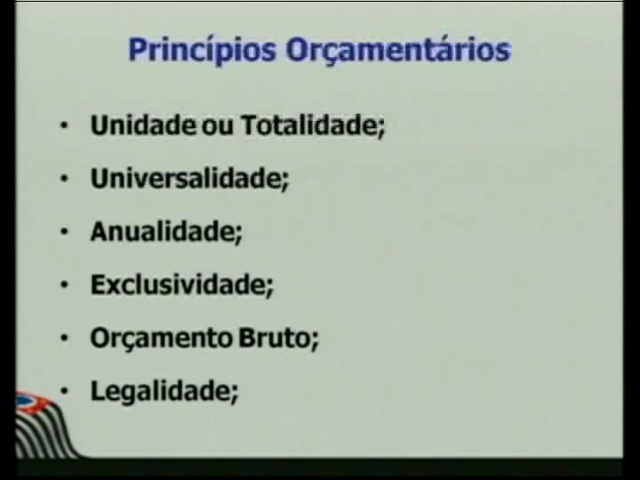 Princípios Orçamentários
• Unidade ou Totalidade;
• Universalidade;
• Anualidade;
• Exclusividade;
• Orçamento Bruto;
• Legalidade;